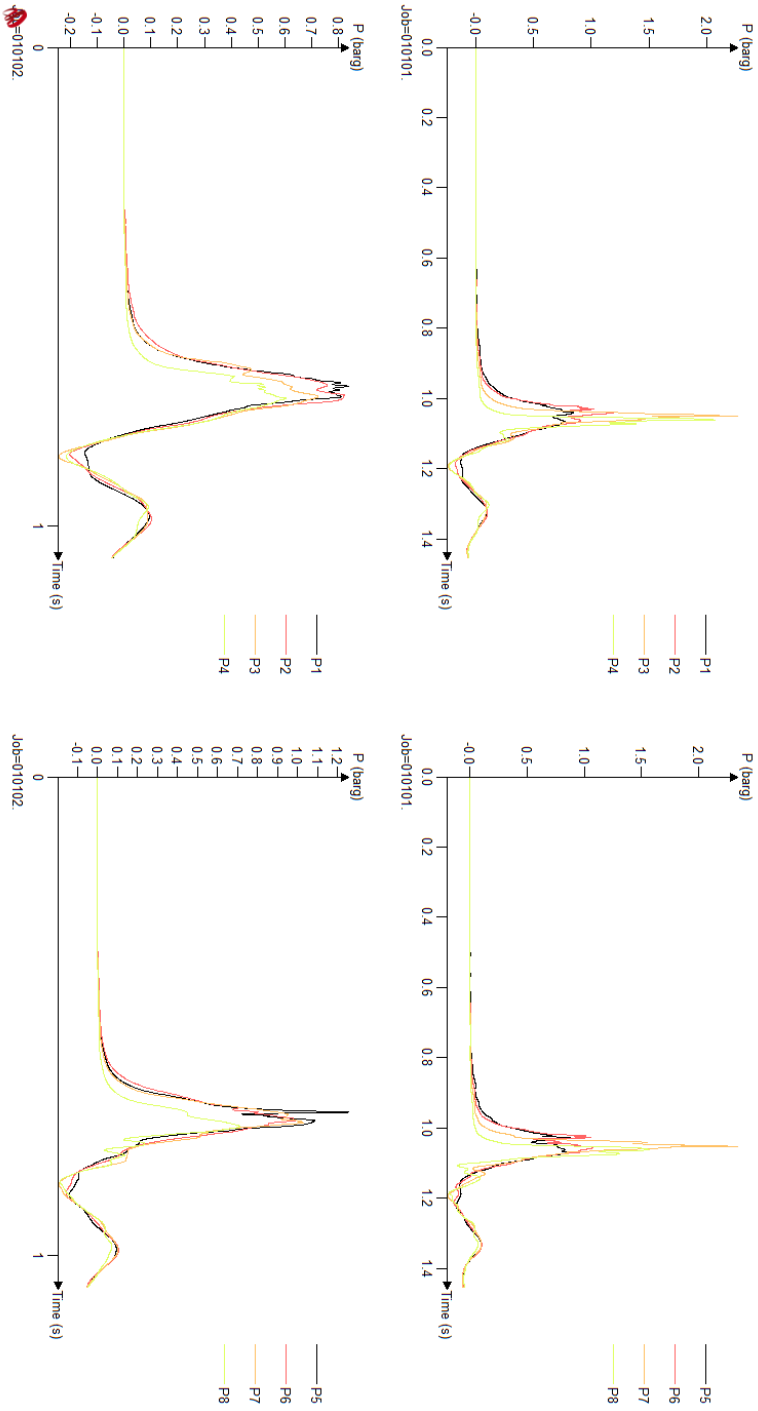 P (barg)
2.0
1.5
1.0
0.5
-0.0
0.0 0.2 0.4 0.6 0.8 1.0 1.2 1.4
Time (s)
Job=010101.
P1
P2
P3
P4
P (barg)
2.0
1.5
1.0
0.5
-0.0
0.0 0.2 0.4 0.6 0.8 1.0 1.2 1.4
Time (s)
Job=010101.
P5
P6
P7
P8
P (barg)
0.8
0.7
0.6
0.5
0.4
0.3
0.2
0.1
0.0
-0.1
-0.2
0 1
Time (s)
=010102.
P1
P2
P3
P4
P (barg)
1.2
1.1
1.0
0.9
0.8
0.7
0.6
0.5
0.4
0.3
0.2
0.1
0.0
-0.1
0 1
Time (s)
Job=010102.
P5
P6
P7
P8